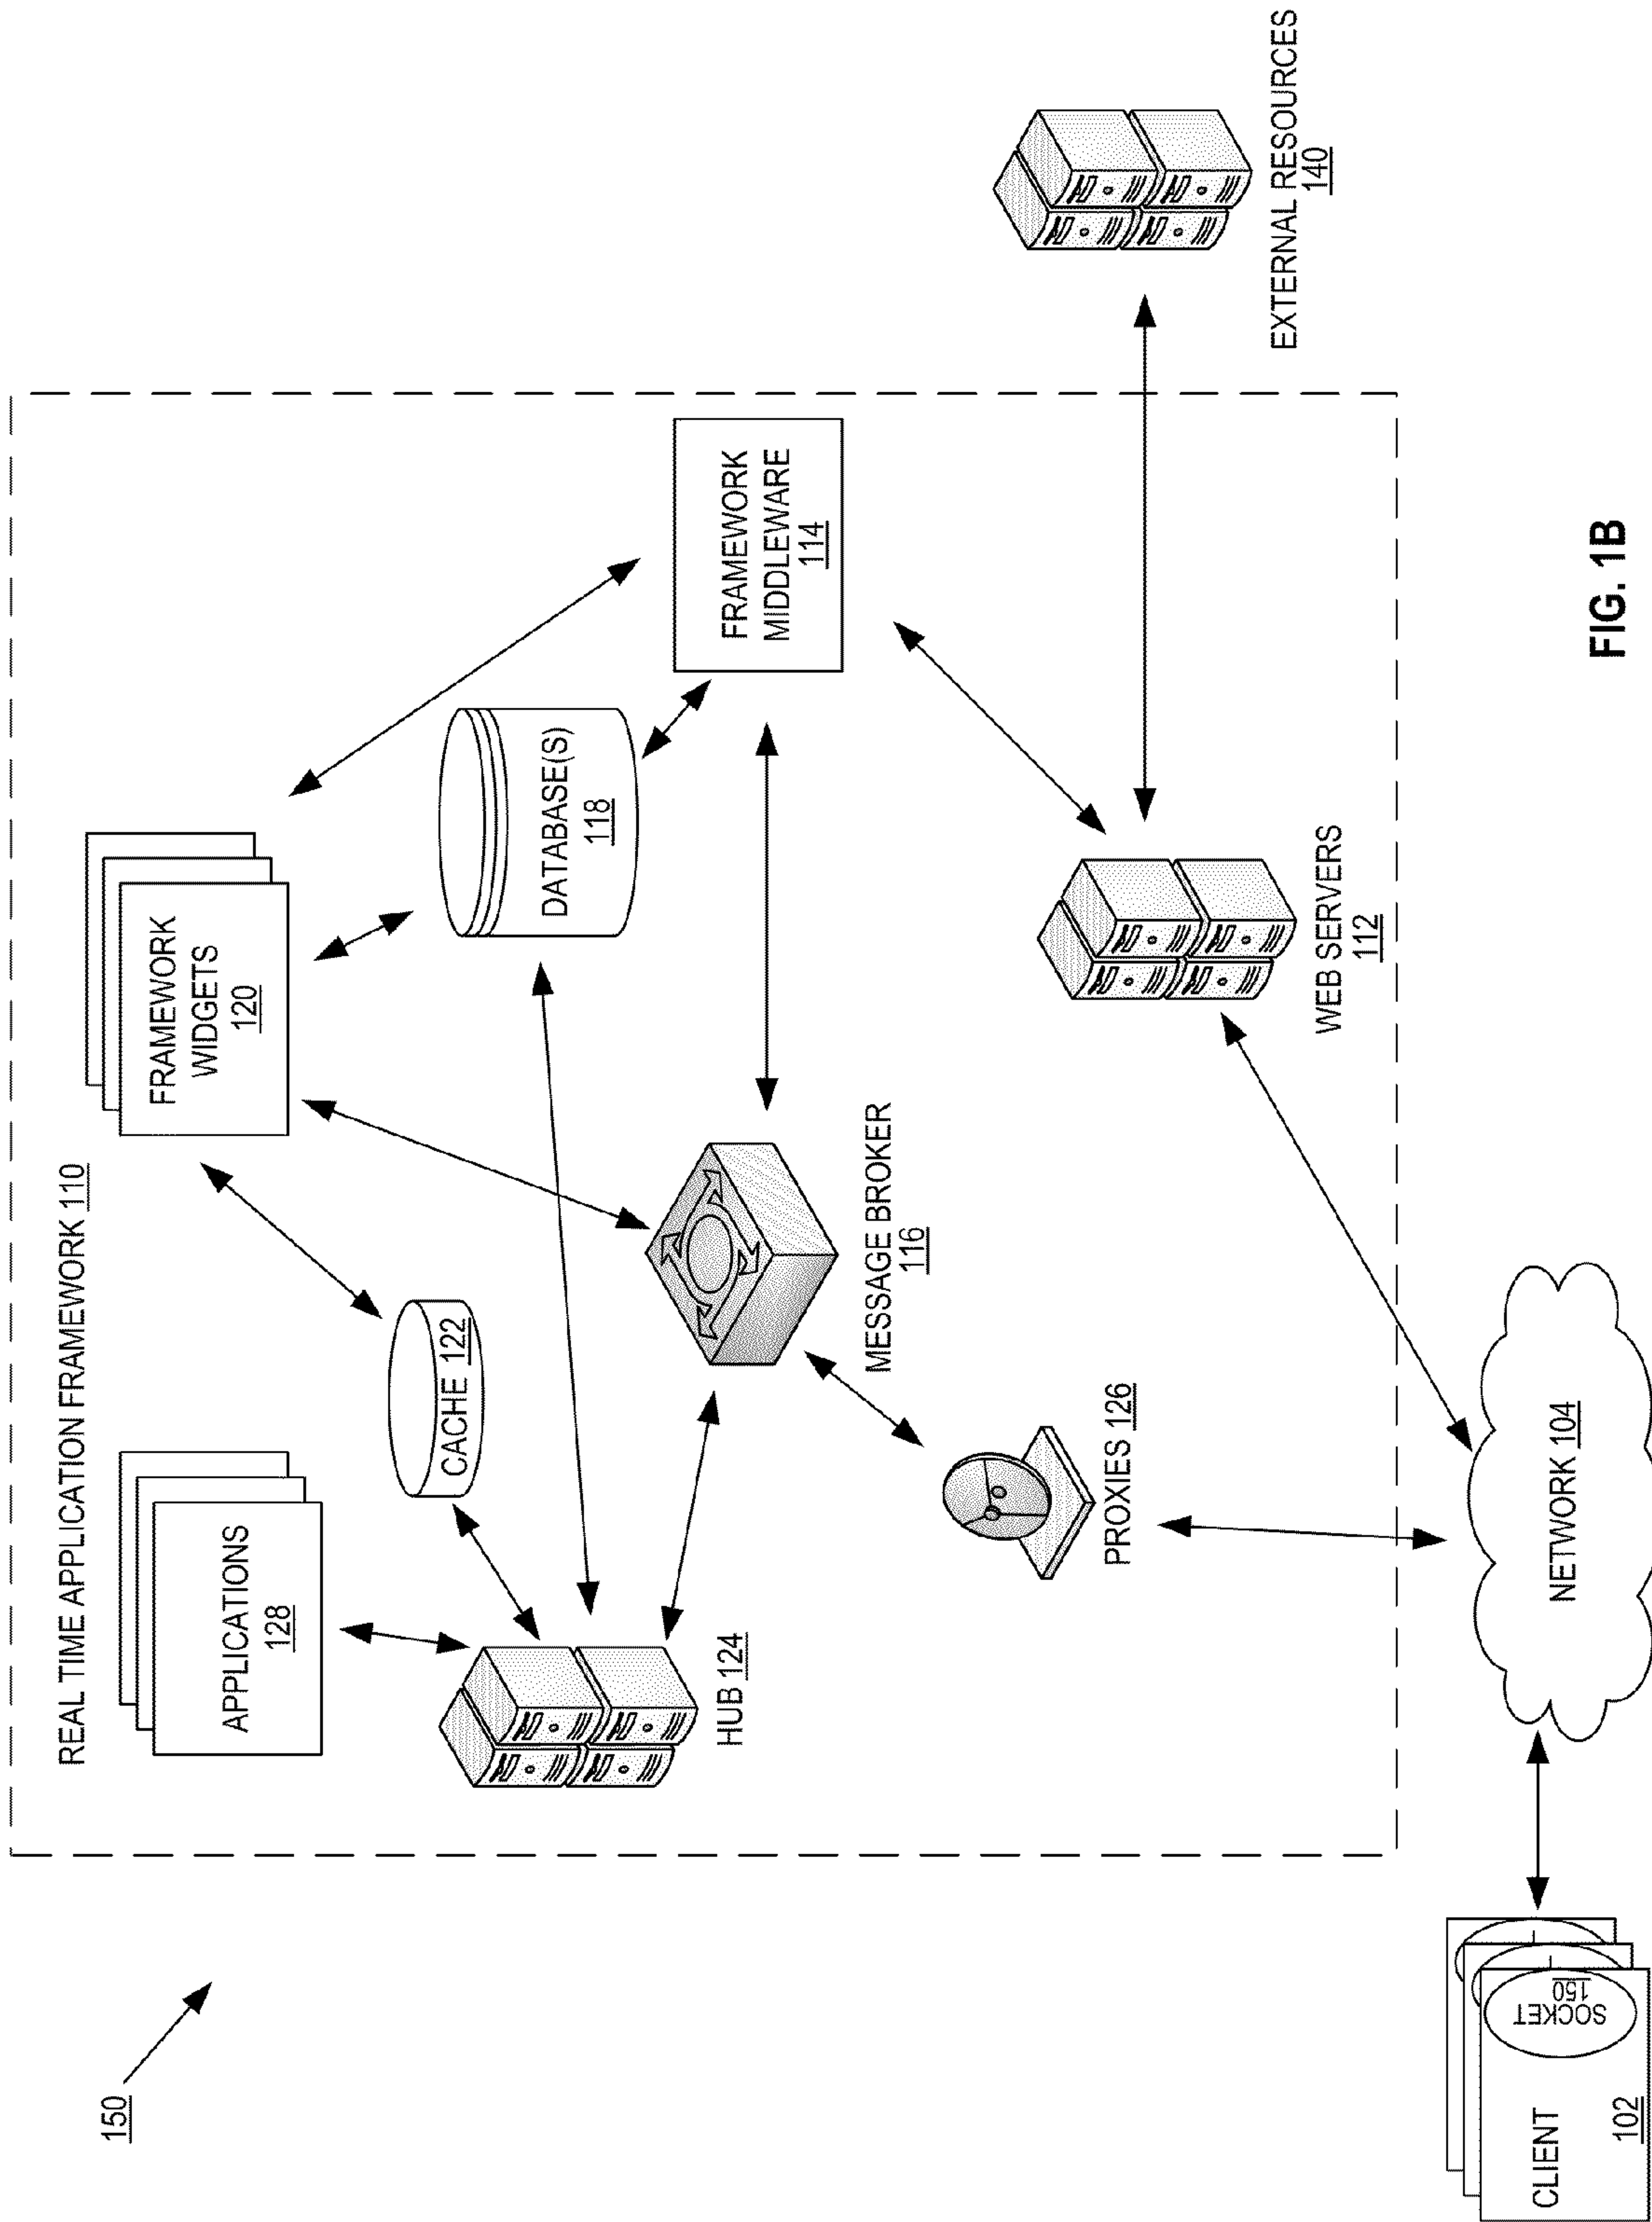 150
REAL TIME APPLICATION FRAMEWORK 110
APPLICATIONS
128
FRAMEWORK
WIDGETS
120
CACHE 122
DATABASE(S)
118
HUB 124
FRAMEWORK
MIDDLEWARE
114
MESSAGE BROKER
116
PROXIES 126
WEB SERVERS
112
EXTERNAL RESOURCES
140
CLIENT
102
SOCKET
150
NETWORK 104
FIG. 1B